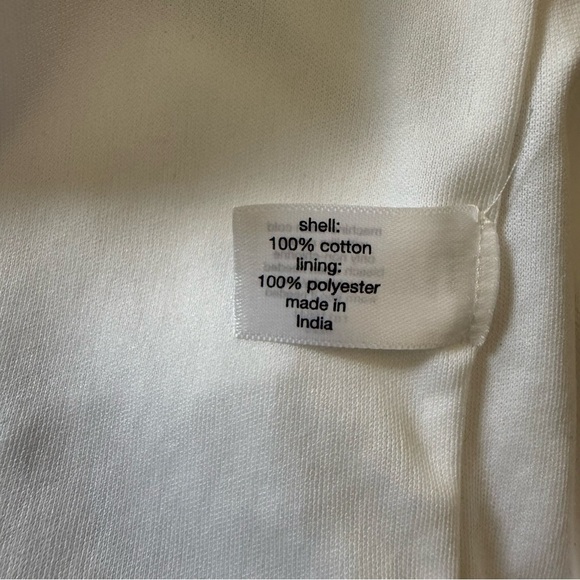 shell:
100% cotton
lining:
100% polyester
made in
India